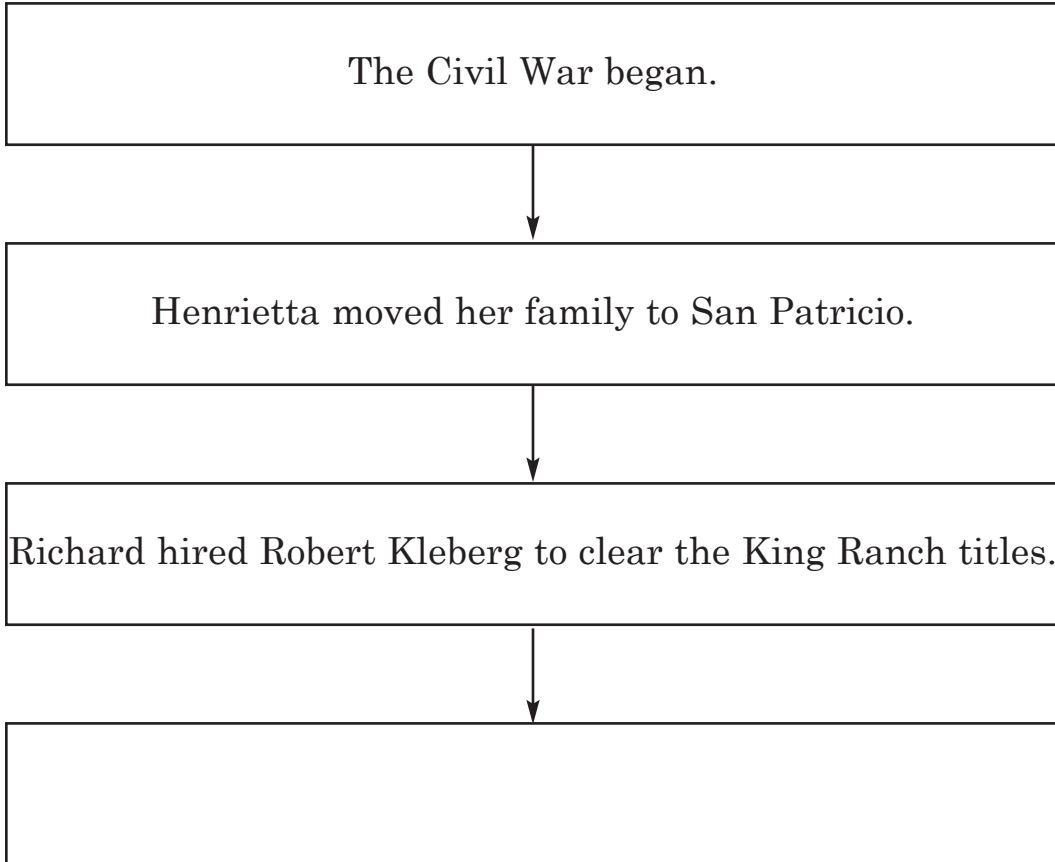 The Civil War began.
Henrietta moved her family to San Patricio.
Richard hired Robert Kleberg to clear the King Ranch titles.